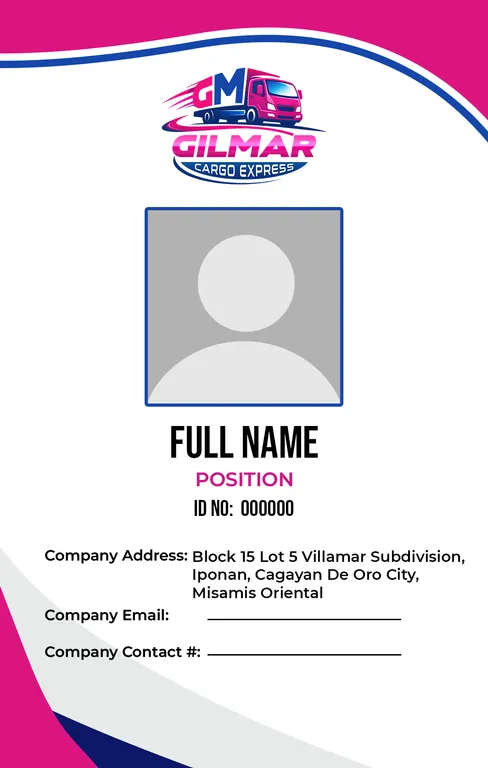 GM
GILMAR
CARGO EXPRESS
FULL NAME
POSITION
ID NO: 000000
Company Address: Block 15 Lot 5 Villamar Subdivision,
Iponan, Cagayan De Oro City,
Misamis Oriental
Company Email:
Company Contact #: